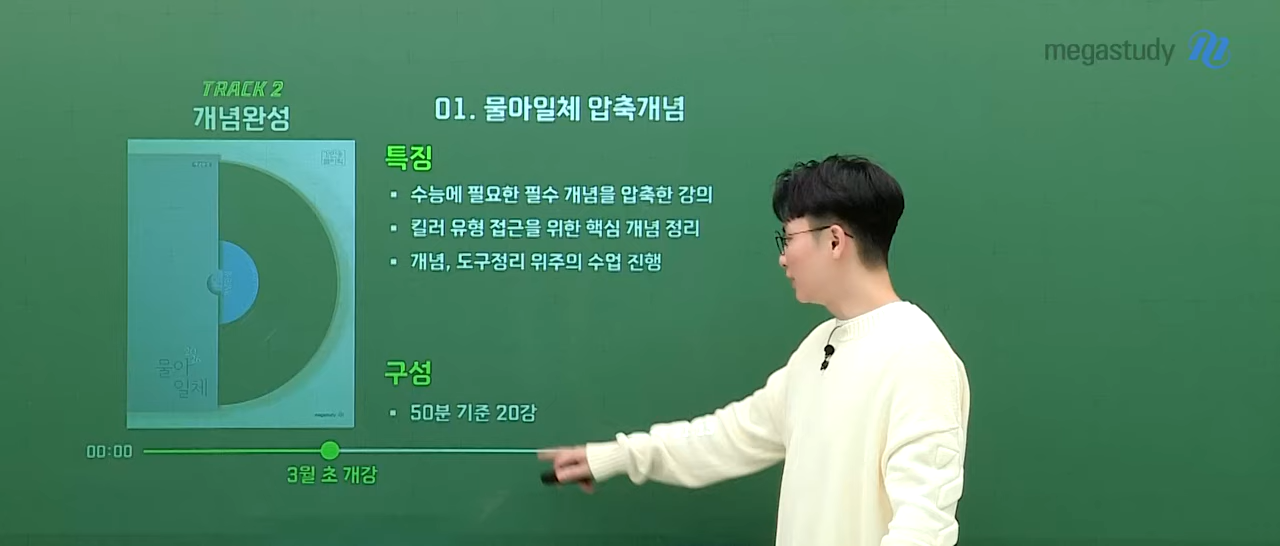 megastudy
TRACK 2
개념완성
01. 물아일체 압축개념
특징
▪ 수능에 필요한 필수 개념을 압축한 강의
▪ 킬러 유형 접근을 위한 핵심 개념 정리
▪ 개념, 도구정리 위주의 수업 진행
물아
일체
megastudy
구성
▪ 50분 기준 20강
00:00
3월 초 개강